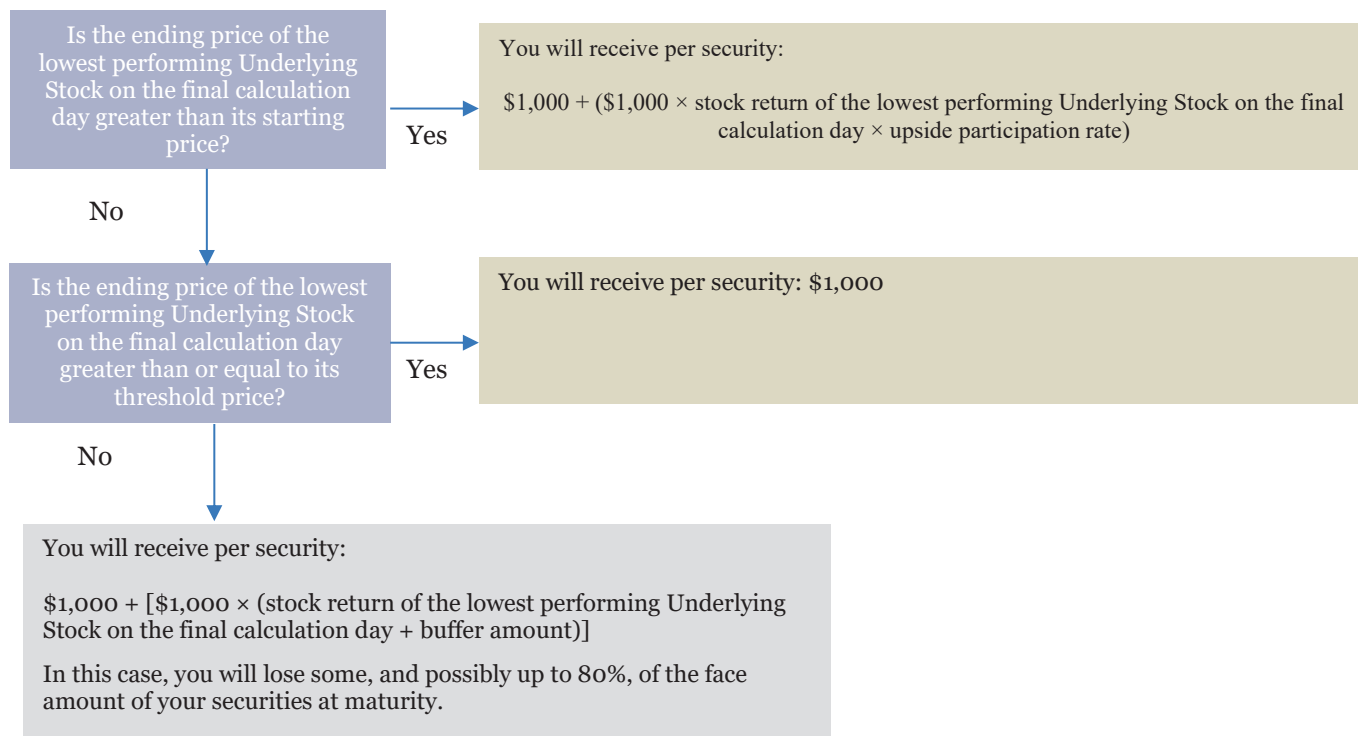 Is the ending price of the
lowest performing Underlying
Stock on the final calculation
day greater than its starting
price?
Yes
You will receive per security:
$1,000 + ($1,000 × stock return of the lowest performing Underlying Stock on the final
calculation day × upside participation rate)
No
Is the ending price of the lowest
performing Underlying Stock
on the final calculation day
greater than or equal to its
threshold price?
Yes
You will receive per security: $1,000
No
You will receive per security:
$1,000 + [$1,000 × (stock return of the lowest performing Underlying
Stock on the final calculation day + buffer amount)]
In this case, you will lose some, and possibly up to 80%, of the face
amount of your securities at maturity.